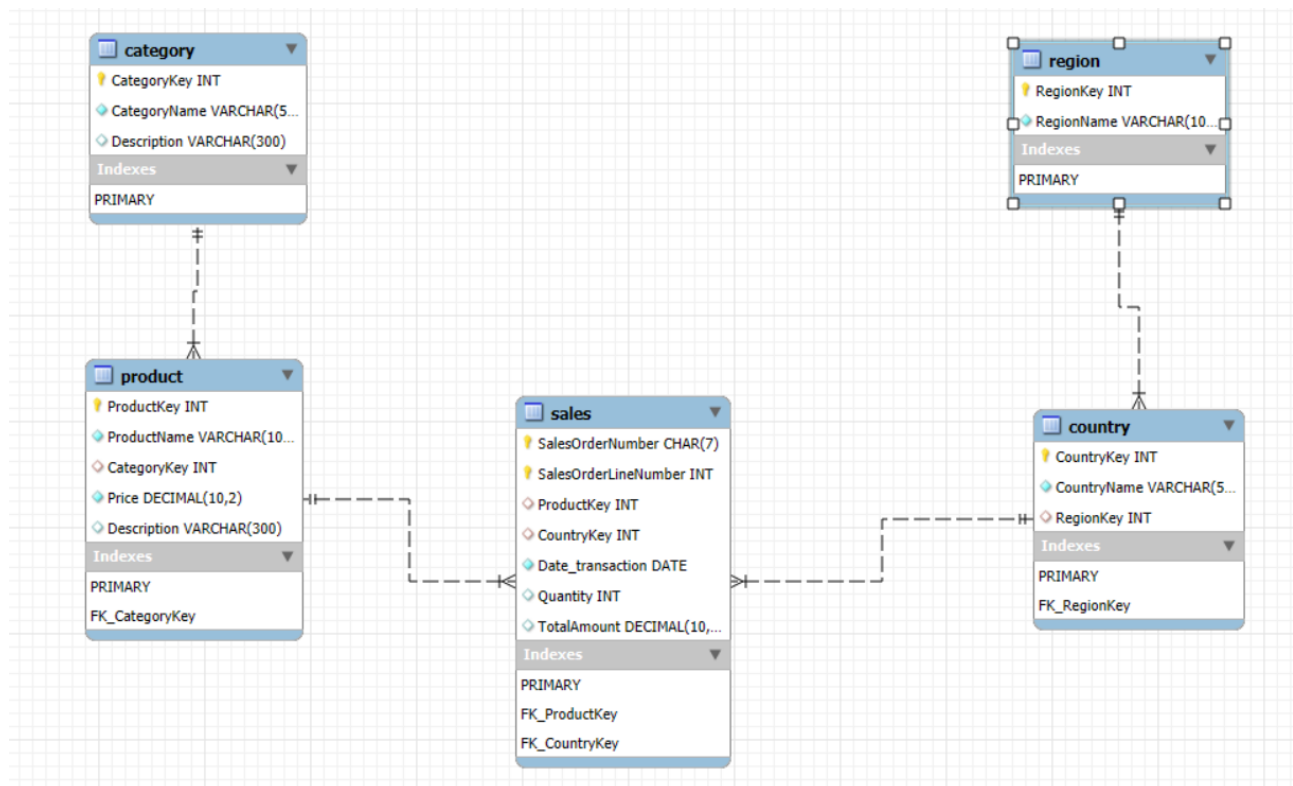 category
CategoryKey INT
CategoryName VARCHAR(5...
Description VARCHAR(300)
Indexes
PRIMARY
region
RegionKey INT
RegionName VARCHAR(10...
Indexes
PRIMARY
product
ProductKey INT
ProductName VARCHAR(10...
CategoryKey INT
Price DECIMAL(10,2)
Description VARCHAR(300)
Indexes
PRIMARY
FK_CategoryKey
sales
SalesOrderNumber CHAR(7)
SalesOrderLineNumber INT
ProductKey INT
CountryKey INT
Date_transaction DATE
Quantity INT
TotalAmount DECIMAL(10,...
Indexes
PRIMARY
FK_ProductKey
FK_CountryKey
country
CountryKey INT
CountryName VARCHAR(5...
RegionKey INT
Indexes
PRIMARY
FK_RegionKey